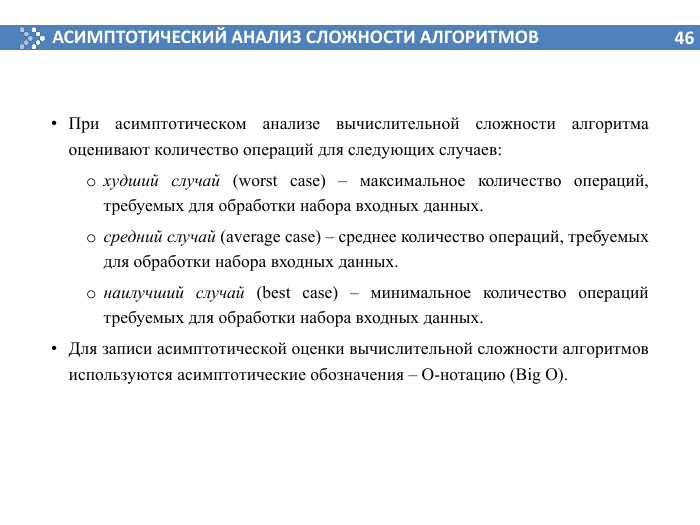 АСИМПТОТИЧЕСКИЙ АНАЛИЗ СЛОЖНОСТИ АЛГОРИТМОВ 46
• При асимптотическом анализе вычислительной сложности алгоритма
оценивают количество операций для следующих случаев:
o худший случай (worst case) – максимальное количество операций,
требуемых для обработки набора входных данных.
o средний случай (average case) – среднее количество операций, требуемых
для обработки набора входных данных.
o наилучший случай (best case) – минимальное количество операций
требуемых для обработки набора входных данных.
• Для записи асимптотической оценки вычислительной сложности алгоритмов
используются асимптотические обозначения – О-нотацию (Big O).